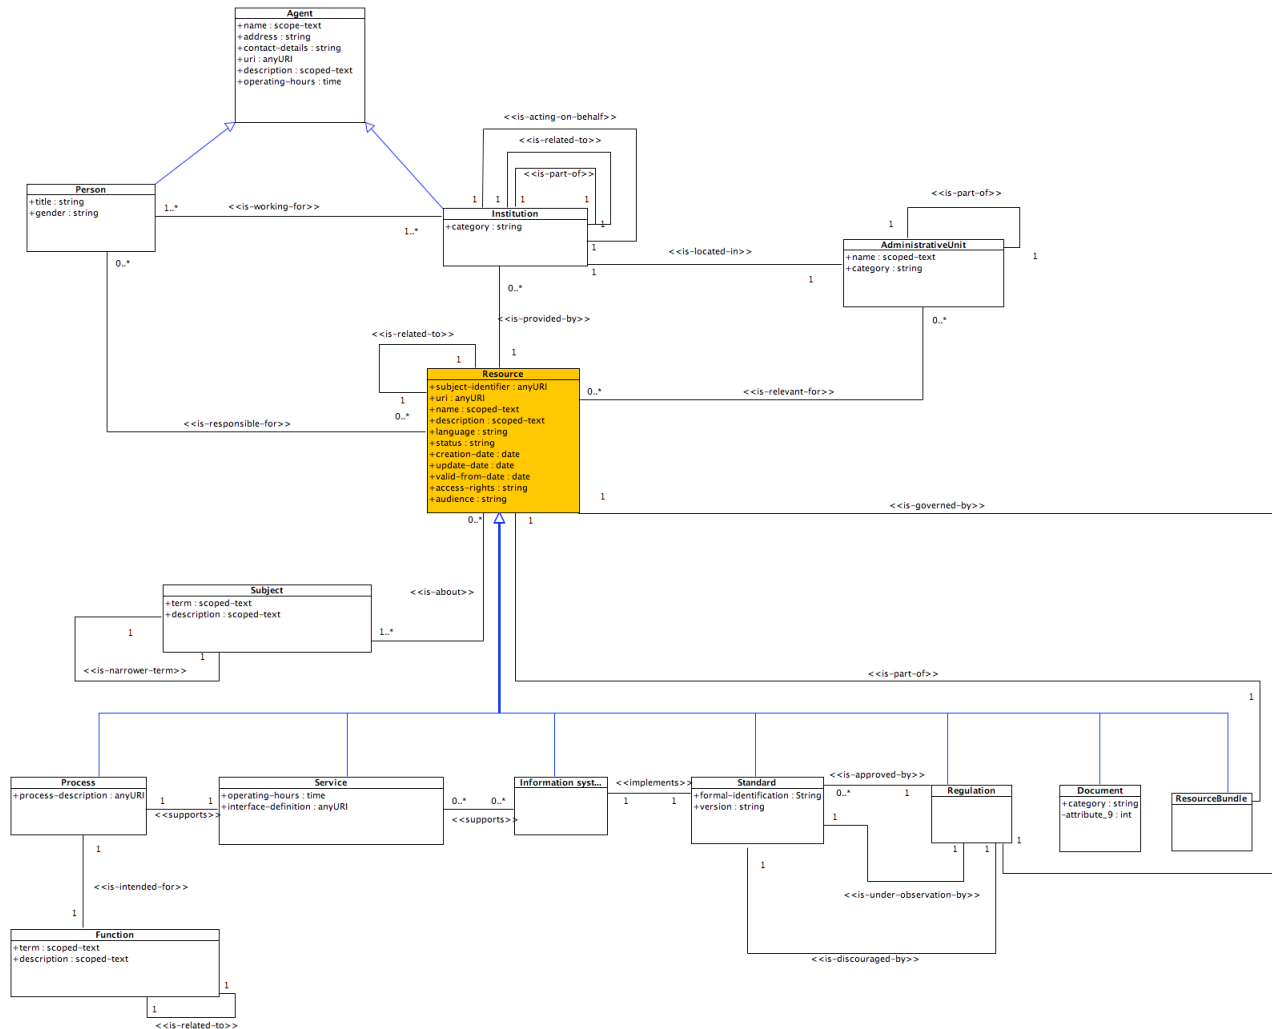 Agent
+name : scope-text
+address : string
+contact-details : string
+uri : anyURI
+description : scoped-text
+operating-hours : time
<<is-acting-on-behalf>>
<<is-related-to>>
<<is-part-of>>
1 1 1 1
Person
+title : string
+gender : string
1..*
<<is-working-for>>
1..*
Institution
+category : string
1
1
<<is-part-of>>
1
1
AdministrativeUnit
+name : scoped-text
+category : string
<<is-located-in>>
1
1
0..*
0..*
<<is-provided-by>>
1
0..*
<<is-related-to>>
1
1
Resource
+subject-identifier : anyURI
+uri : anyURI
+name : scoped-text
+description : scoped-text
+language : string
+status : string
+creation-date : date
+update-date : date
+valid-from-date : date
+access-rights : string
+audience : string
0..*
<<is-relevant-for>>
0..*
<<is-responsible-for>>
1
<<is-governed-by>>
0..*
1
<<is-about>>
Subject
+term : scoped-text
+description : scoped-text
1..*
1
1
<<is-narrower-term>>
<<is-part-of>>
1
Process
+process-description : anyURI
1 1
<<supports>>
Service
+operating-hours : time
+interface-definition : anyURI
0..* 0..*
<<supports>>
Information syst...
<<implements>>
1 1
Standard
+formal-identification : String
+version : string
<<is-approved-by>>
0..* 1
Regulation
1
1
1
1
1
<<is-under-observation-by>>
<<is-discouraged-by>>
Document
+category : string
-attribute_9 : int
ResourceBundle
1
<<is-intended-for>>
1
Function
+term : scoped-text
+description : scoped-text
1
1
<<is-related-to>>